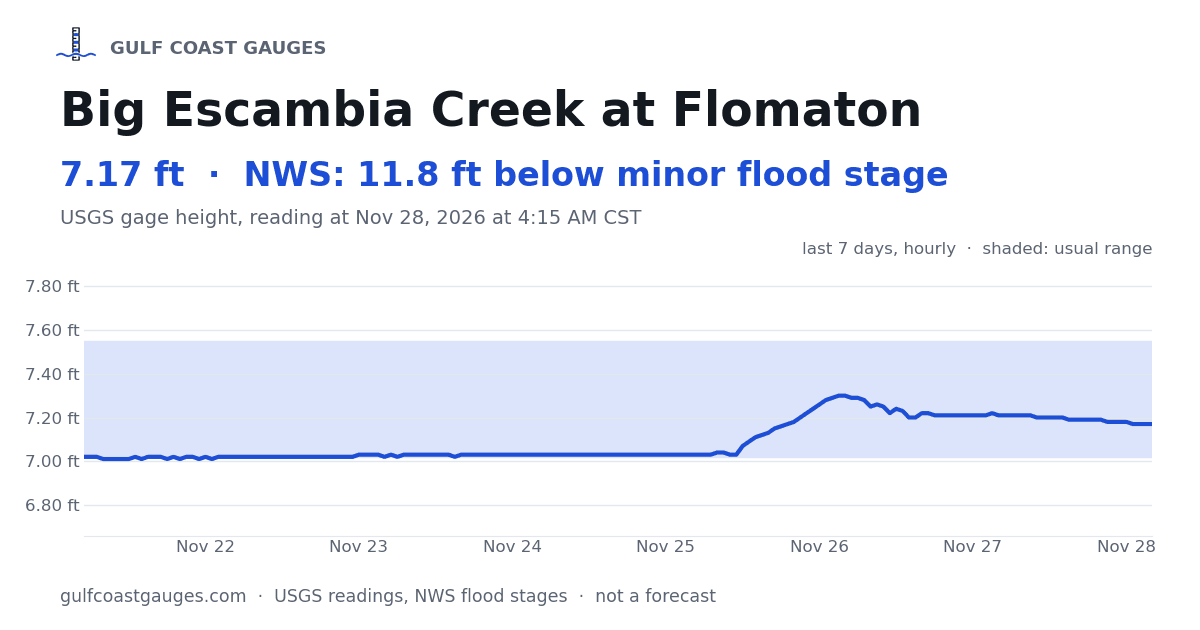 GULF COAST GAUGES
Big Escambia Creek at Flomaton
7.17 ft · NWS: 11.8 ft below minor flood stage
USGS gage height, reading at Nov 28, 2026 at 4:15 AM CST
last 7 days, hourly · shaded: usual range
7.80 ft
7.60 ft
7.40 ft
7.20 ft
7.00 ft
6.80 ft
Nov 22 Nov 23 Nov 24 Nov 25 Nov 26 Nov 27 Nov 28
gulfcoastgauges.com · USGS readings, NWS flood stages · not a forecast